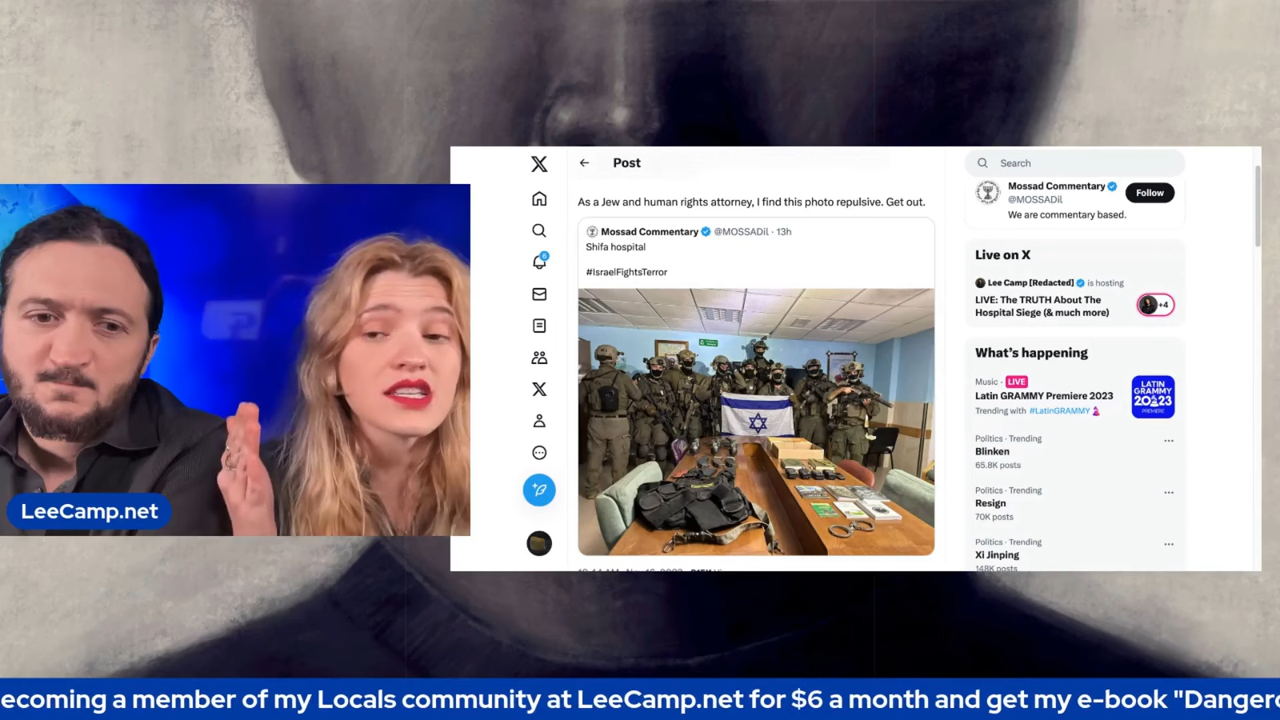 Post
As a Jew and human rights attorney, I find this photo repulsive. Get out.
Mossad Commentary @MOSSADil · 13h
Shifa hospital
#IsraelFightsTerror
Search
Mossad Commentary
@MOSSADil
Follow
We are commentary based.
Live on X
Lee Camp [Redacted] is hosting
LIVE: The TRUTH About The
Hospital Siege (& much more)
+4
What's happening
Music · LIVE
Latin GRAMMY Premiere 2023
Trending with #LatinGRAMMY
LATIN
GRAMMY
2023
PREMIERE
Politics · Trending
Blinken
65.8K posts
Politics · Trending
Resign
70K posts
Politics · Trending
Xi Jinping
148K posts
LeeCamp.net
ecoming a member of my Locals community at LeeCamp.net for $6 a month and get my e-book "Dangero